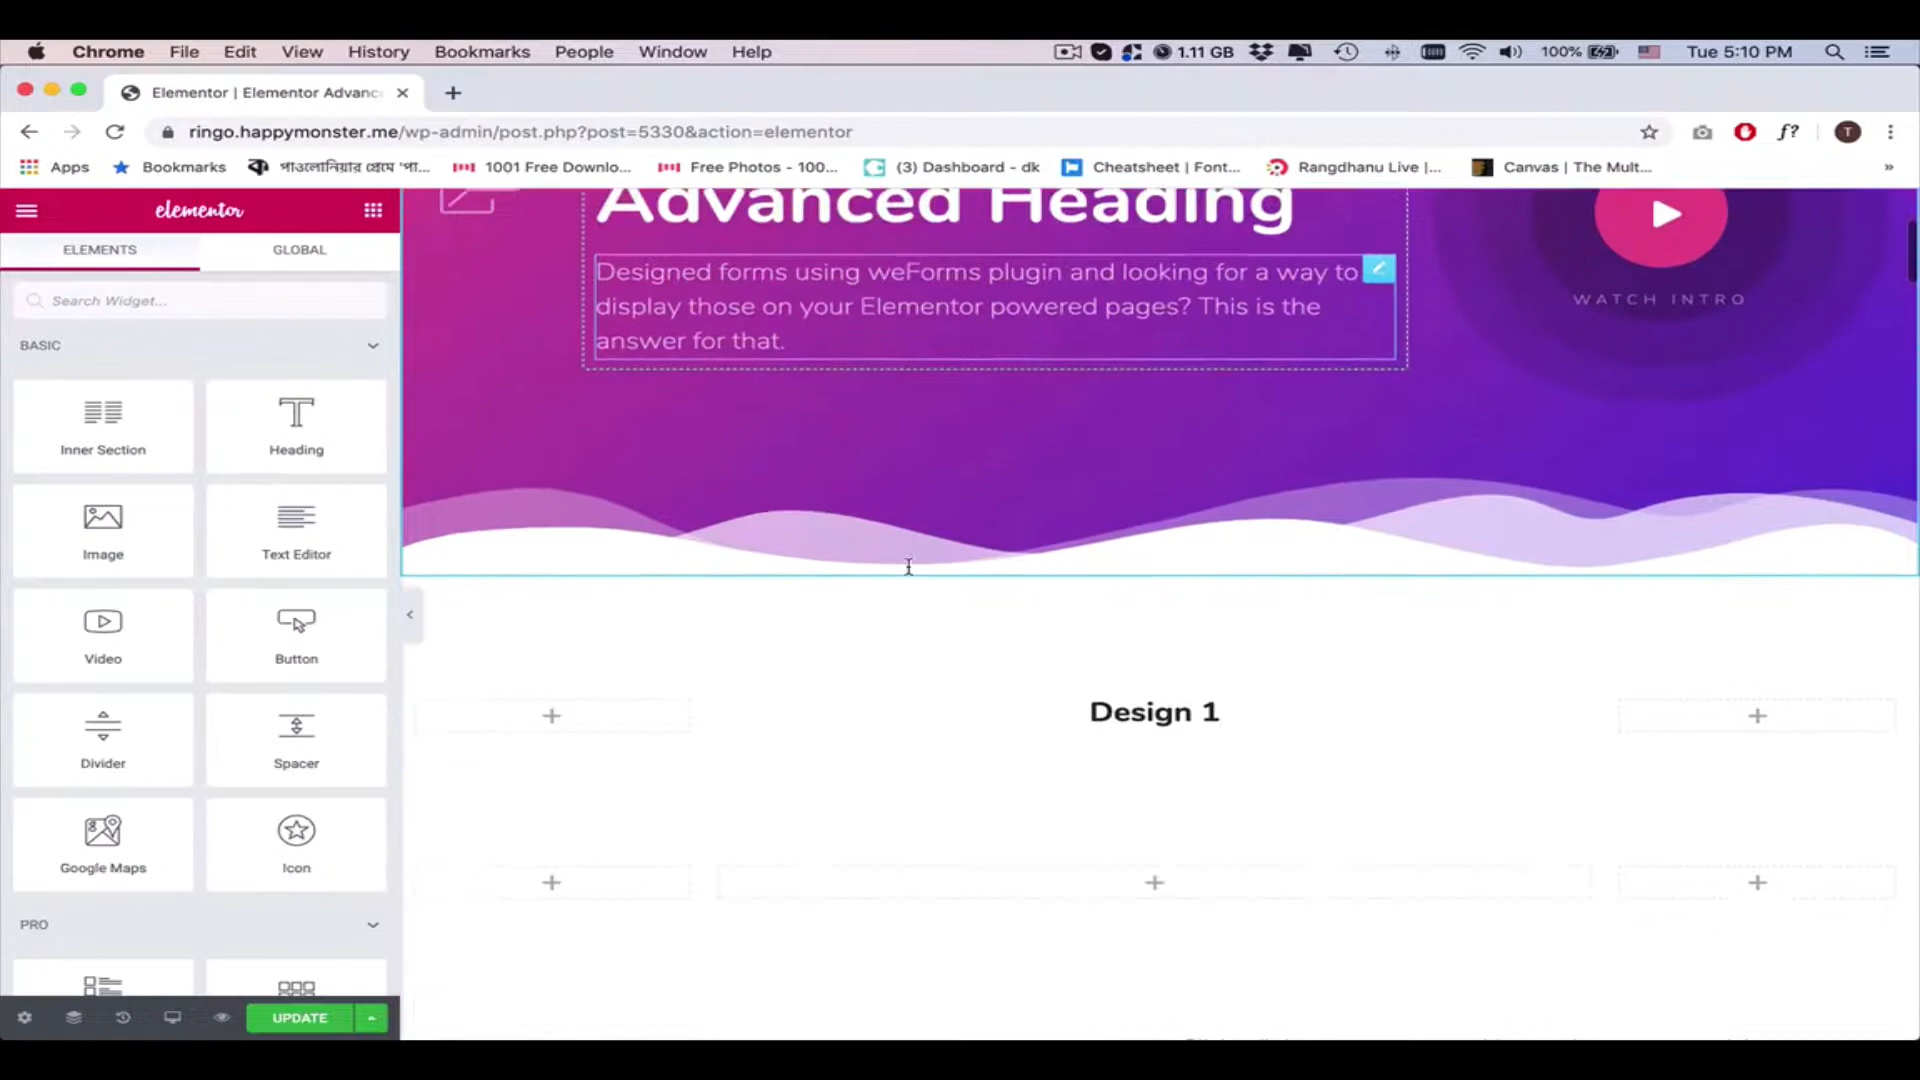 Chrome File Edit View History Bookmarks People Window Help 1.11 GB 100% Tue 5:10 PM
Elementor | Elementor Advanc
ringo.happymonster.me/wp-admin/post.php?post=5330&action=elementor f? T
Apps Bookmarks পাওলোনিয়ার প্রেমে 'পা... 1001 Free Downlo... Free Photos - 100... (3) Dashboard - dk Cheatsheet | Font... Rangdhanu Live |... Canvas | The Mult... »
elementor
ELEMENTS GLOBAL
Search Widget...
BASIC
Inner Section Heading
Image Text Editor
Video Button
Divider Spacer
Google Maps Icon
PRO
UPDATE
Advanced Heading
Designed forms using weForms plugin and looking for a way to
display those on your Elementor powered pages? This is the
answer for that.
WATCH INTRO
Design 1